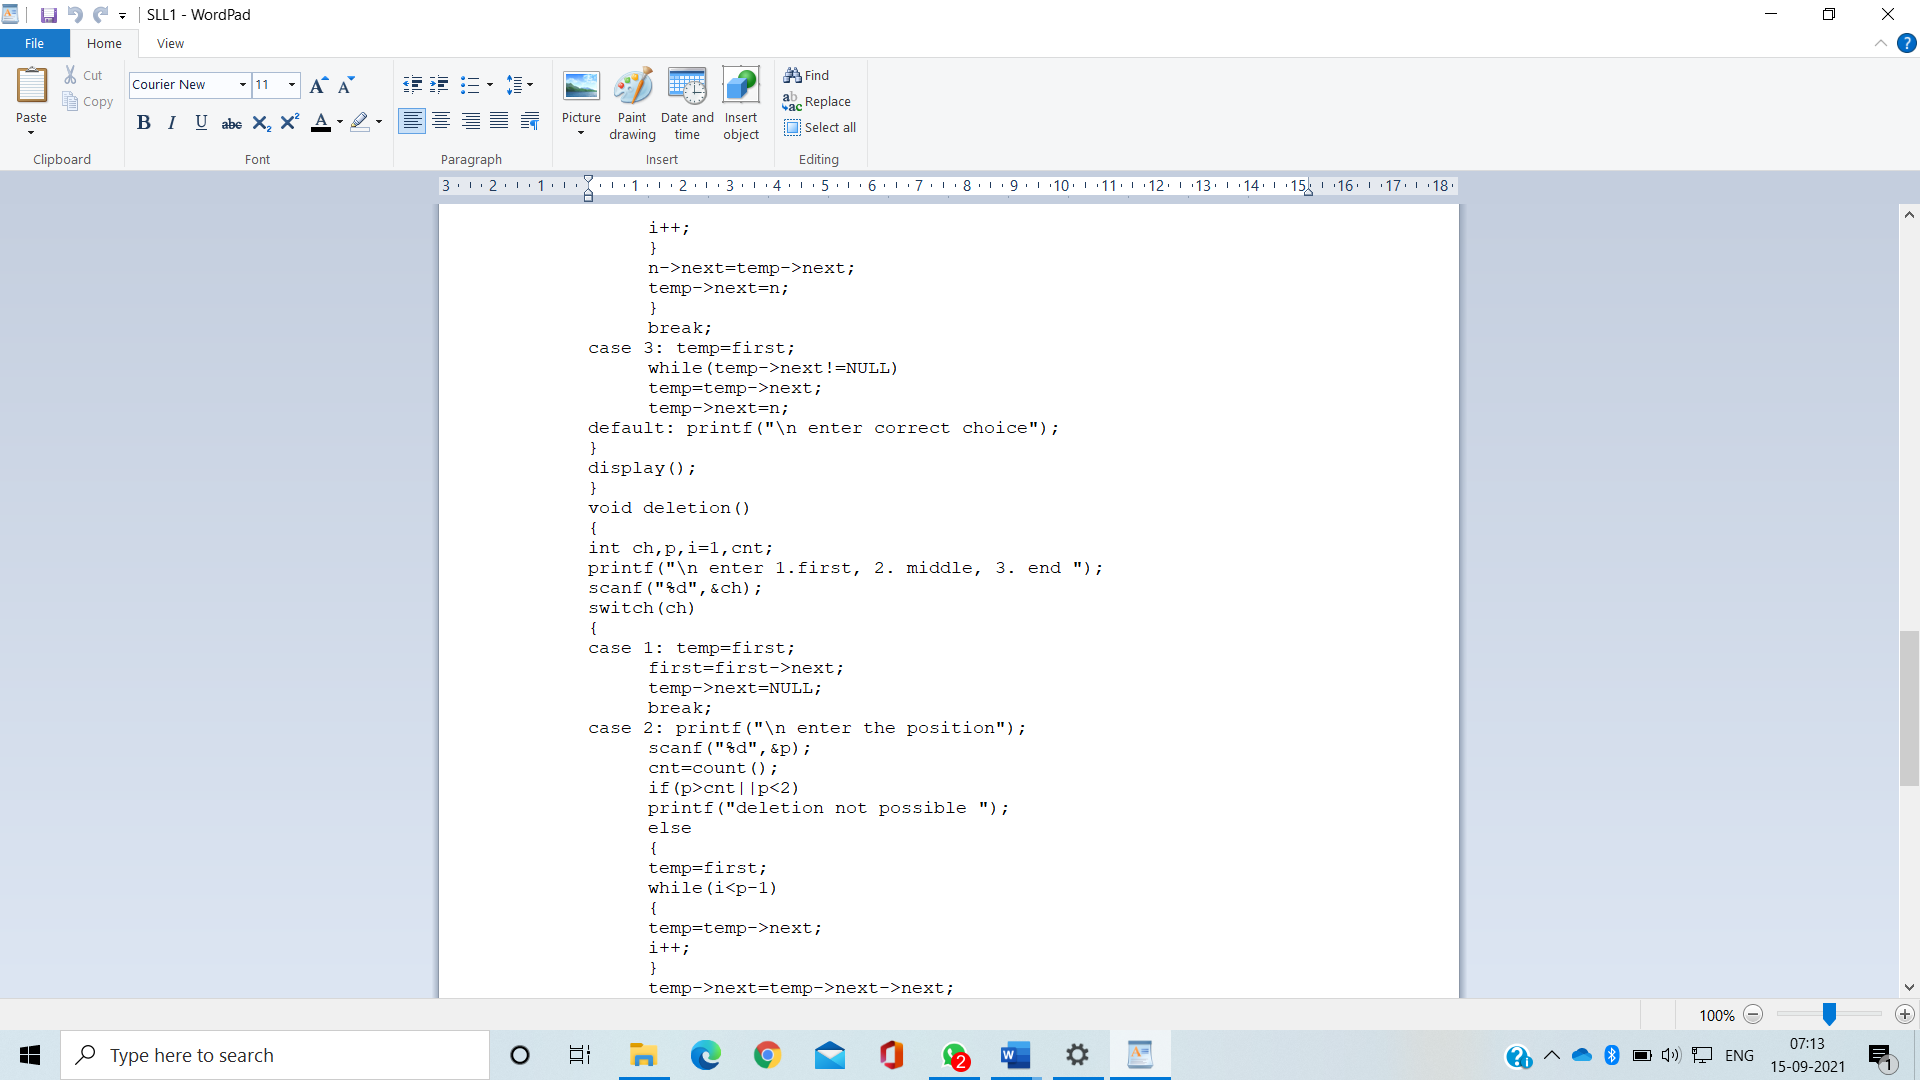 SLL1 - WordPad
File Home View
Paste
Cut
Copy
Clipboard
Courier New 11
B I U abc X2 X2 A
Font
Paragraph
Picture
Paint drawing
Date and time
Insert object
Insert
Find
Replace
Select all
Editing
3 2 1 1 2 3 4 5 6 7 8 9 10 11 12 13 14 15 16 17 18
i++;
}
n->next=temp->next;
temp->next=n;
}
break;
case 3: temp=first;
while(temp->next!=NULL)
temp=temp->next;
temp->next=n;
default: printf("\n enter correct choice");
}
display();
}
void deletion()
{
int ch,p,i=1,cnt;
printf("\n enter 1.first, 2. middle, 3. end ");
scanf("%d",&ch);
switch(ch)
{
case 1: temp=first;
first=first->next;
temp->next=NULL;
break;
case 2: printf("\n enter the position");
scanf("%d",&p);
cnt=count();
if(p>cnt||p<2)
printf("deletion not possible ");
else
{
temp=first;
while(i<p-1)
{
temp=temp->next;
i++;
}
temp->next=temp->next->next;
100%
Type here to search
2
ENG
07:13
15-09-2021
1